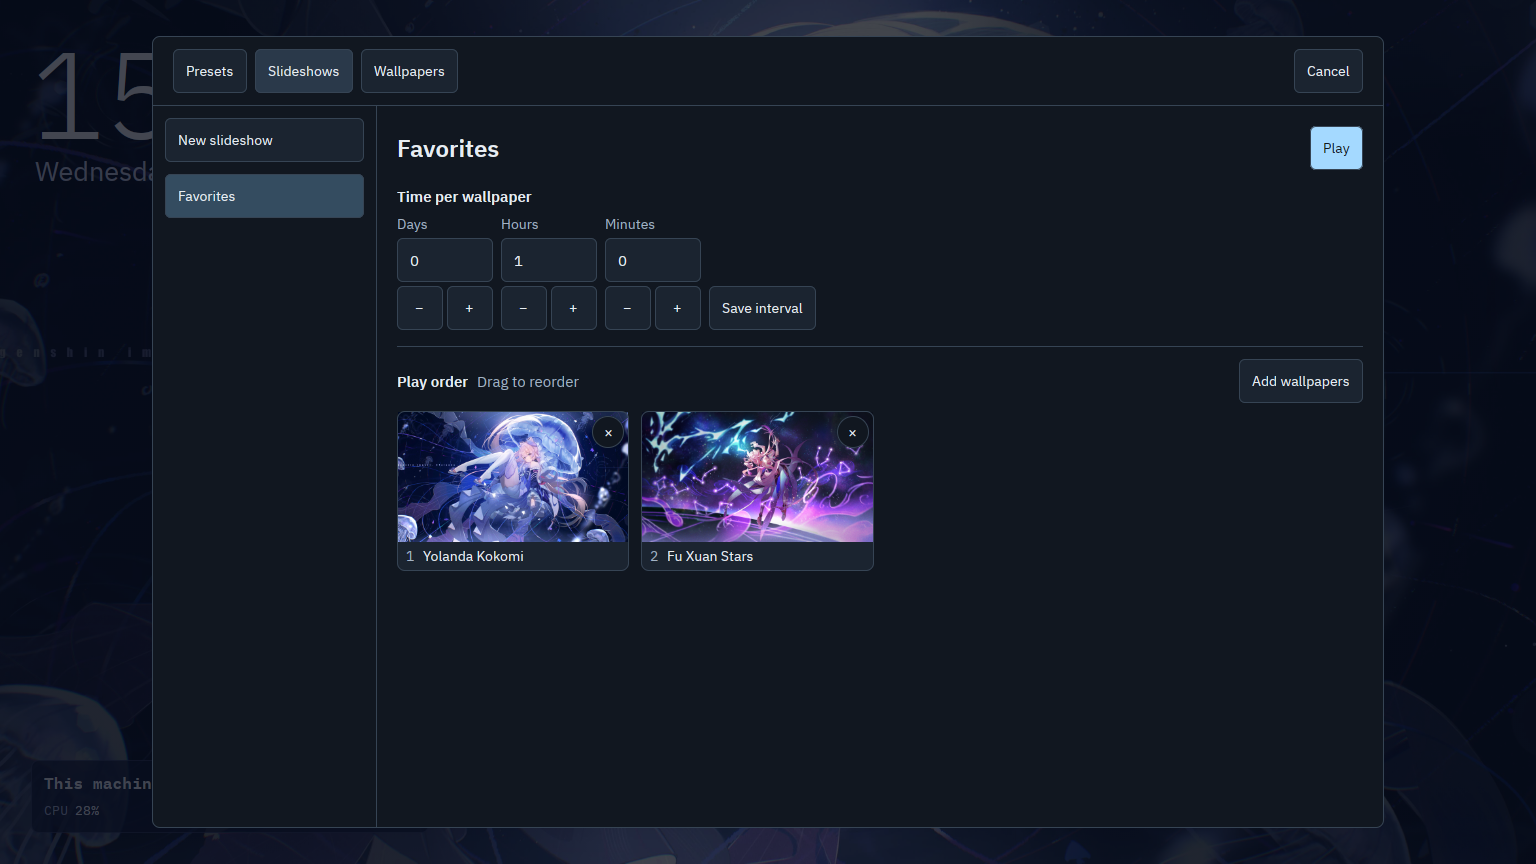 15
Presets
Slideshows
Wallpapers
Cancel
Wednesda
New slideshow
Favorites
Favorites
Play
Time per wallpaper
Days
Hours
Minutes
0
1
0
−
+
−
+
−
+
Save interval
Play order Drag to reorder
Add wallpapers
×
×
1 Yolanda Kokomi
2 Fu Xuan Stars
This machin
CPU 28%